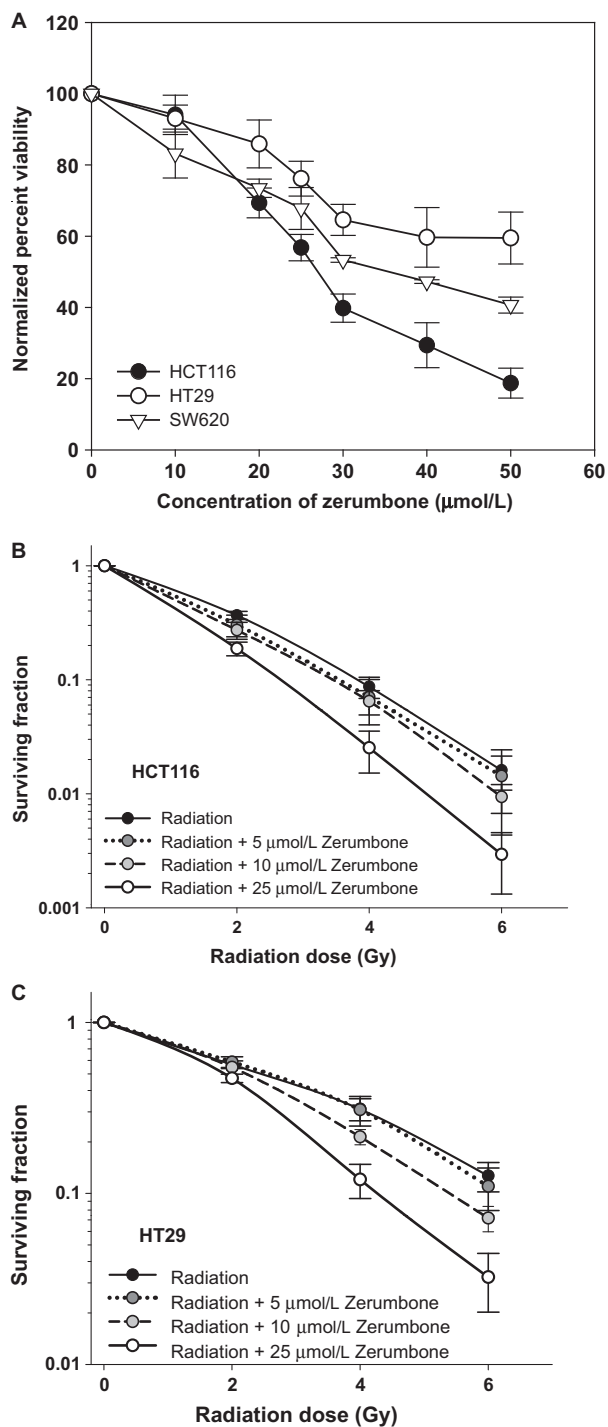 A
120
100
80
60
40
20
0
Normalized percent viability
HCT116
HT29
SW620
0 10 20 30 40 50 60
Concentration of zerumbone (μmol/L)
B
1
0.1
0.01
0.001
Surviving fraction
HCT116
Radiation
Radiation + 5 μmol/L Zerumbone
Radiation + 10 μmol/L Zerumbone
Radiation + 25 μmol/L Zerumbone
0 2 4 6
Radiation dose (Gy)
C
1
0.1
0.01
Surviving fraction
HT29
Radiation
Radiation + 5 μmol/L Zerumbone
Radiation + 10 μmol/L Zerumbone
Radiation + 25 μmol/L Zerumbone
0 2 4 6
Radiation dose (Gy)